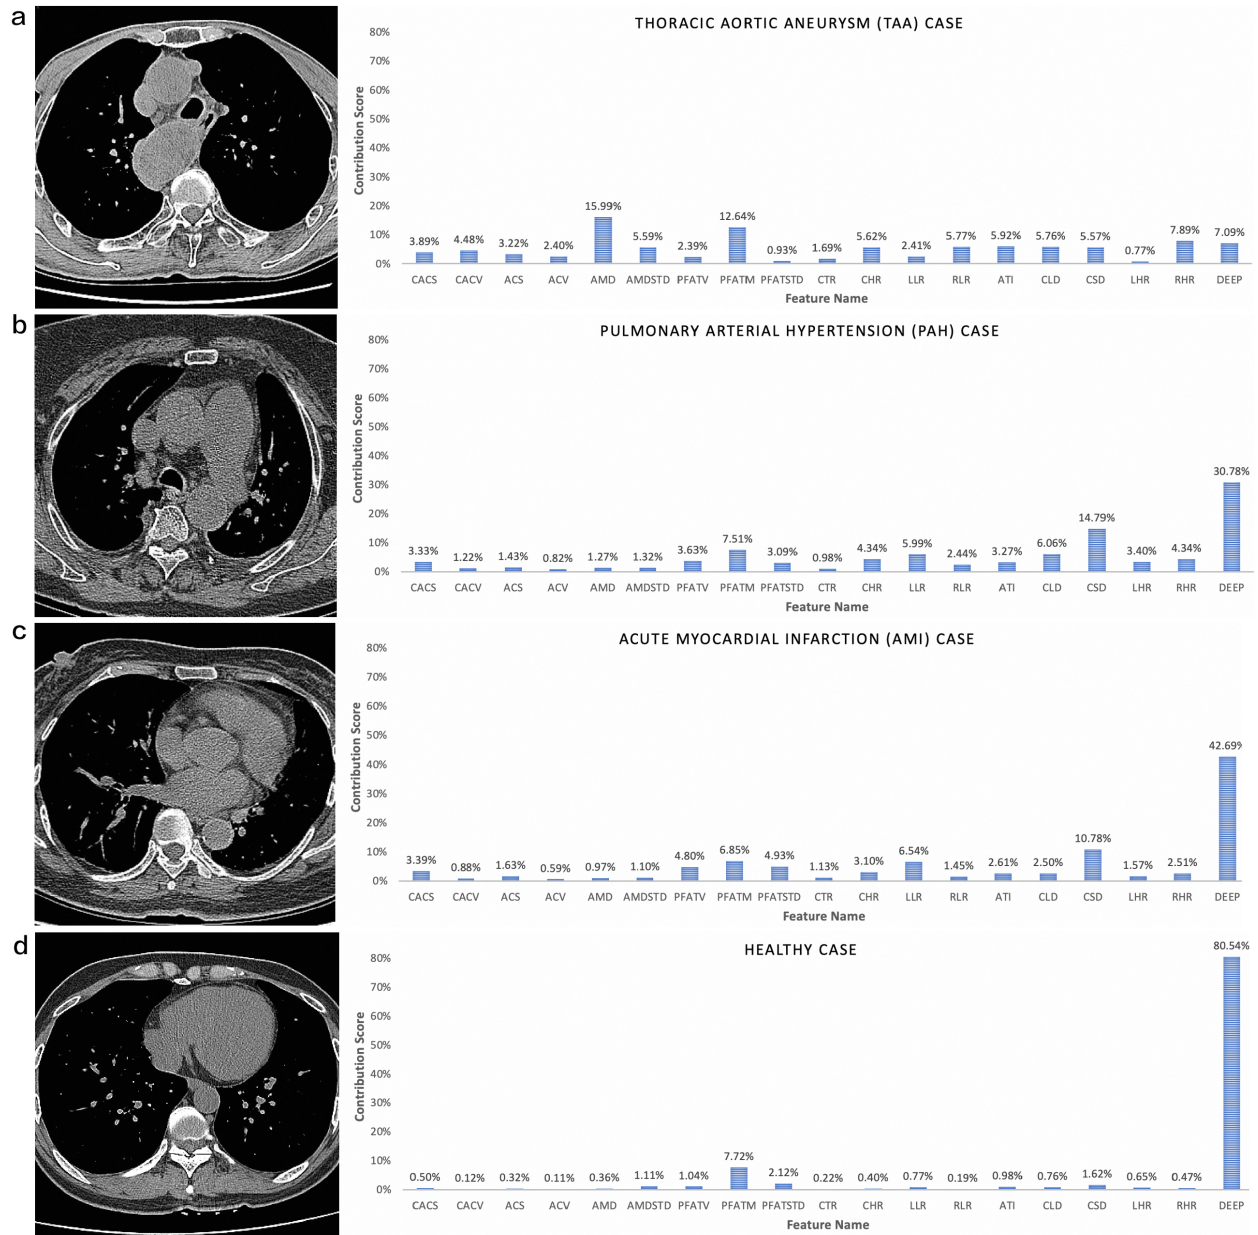 a
THORACIC AORTIC ANEURYSM (TAA) CASE
80%
70%
60%
50%
40%
30%
20%
10%
0%
Contribution Score
3.89% 4.48% 3.22% 2.40% 15.99% 5.59% 2.39% 12.64% 0.93% 1.69% 5.62% 2.41% 5.77% 5.92% 5.76% 5.57% 0.77% 7.89% 7.09%
CACS CACV ACS ACV AMD AMDSTD PFATV PFATM PFATSTD CTR CHR LLR RLR ATI CLD CSD LHR RHR DEEP
Feature Name
b
PULMONARY ARTERIAL HYPERTENSION (PAH) CASE
80%
70%
60%
50%
40%
30%
20%
10%
0%
Contribution Score
3.33% 1.22% 1.43% 0.82% 1.27% 1.32% 3.63% 7.51% 3.09% 0.98% 4.34% 5.99% 2.44% 3.27% 6.06% 14.79% 3.40% 4.34% 30.78%
CACS CACV ACS ACV AMD AMDSTD PFATV PFATM PFATSTD CTR CHR LLR RLR ATI CLD CSD LHR RHR DEEP
Feature Name
c
ACUTE MYOCARDIAL INFARCTION (AMI) CASE
80%
70%
60%
50%
40%
30%
20%
10%
0%
Contribution Score
3.39% 0.88% 1.63% 0.59% 0.97% 1.10% 4.80% 6.85% 4.93% 1.13% 3.10% 6.54% 1.45% 2.61% 2.50% 10.78% 1.57% 2.51% 42.69%
CACS CACV ACS ACV AMD AMDSTD PFATV PFATM PFATSTD CTR CHR LLR RLR ATI CLD CSD LHR RHR DEEP
Feature Name
d
HEALTHY CASE
80%
70%
60%
50%
40%
30%
20%
10%
0%
Contribution Score
0.50% 0.12% 0.32% 0.11% 0.36% 1.11% 1.04% 7.72% 2.12% 0.22% 0.40% 0.77% 0.19% 0.98% 0.76% 1.62% 0.65% 0.47% 80.54%
CACS CACV ACS ACV AMD AMDSTD PFATV PFATM PFATSTD CTR CHR LLR RLR ATI CLD CSD LHR RHR DEEP
Feature Name